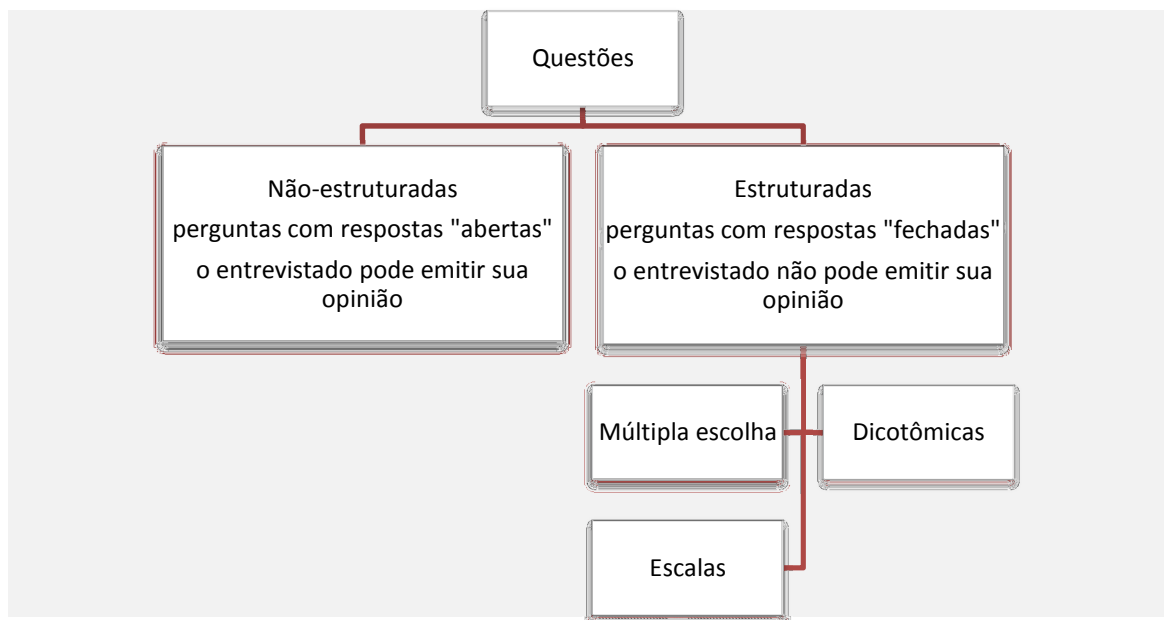 Questões
Não-estruturadas
perguntas com respostas "abertas"
o entrevistado pode emitir sua
opinião
Estruturadas
perguntas com respostas "fechadas"
o entrevistado não pode emitir sua
opinião
Múltipla escolha
Dicotômicas
Escalas